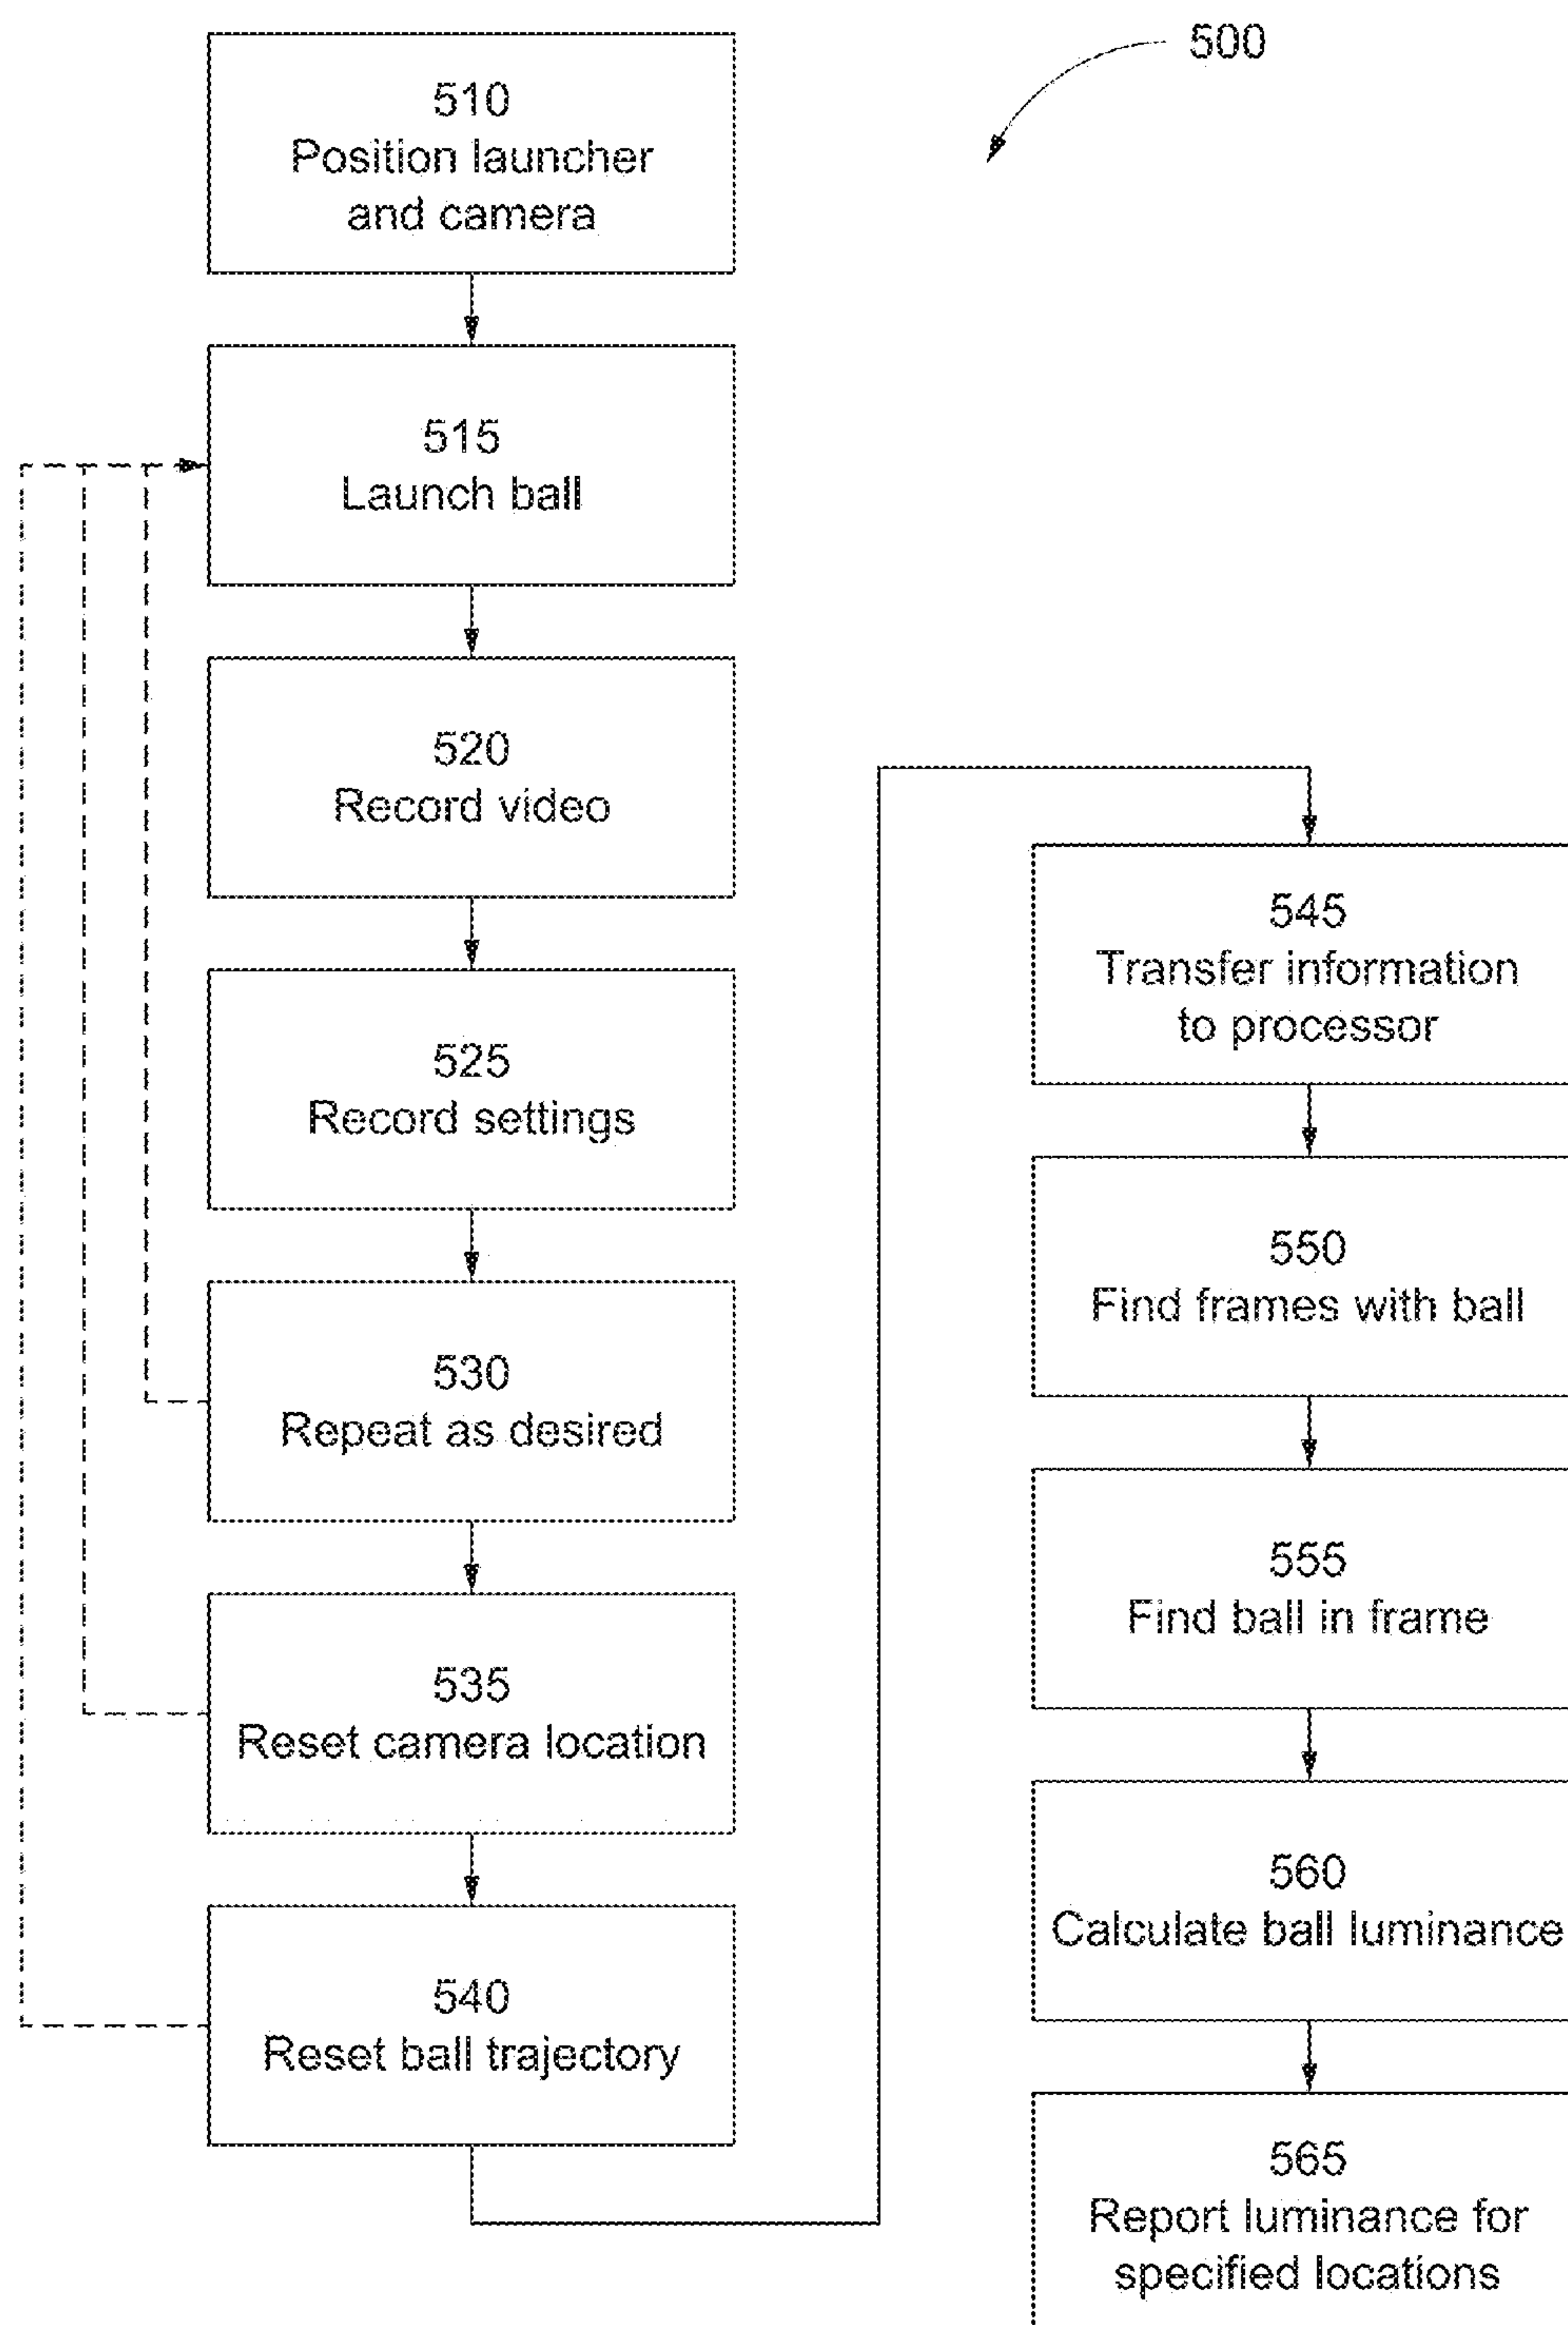 500
510
Position launcher
and camera
515
Launch ball
520
Record video
525
Record settings
530
Repeat as desired
535
Reset camera location
540
Reset ball trajectory
545
Transfer information
to processor
550
Find frames with ball
555
Find ball in frame
560
Calculate ball luminance
565
Report luminance for
specified locations